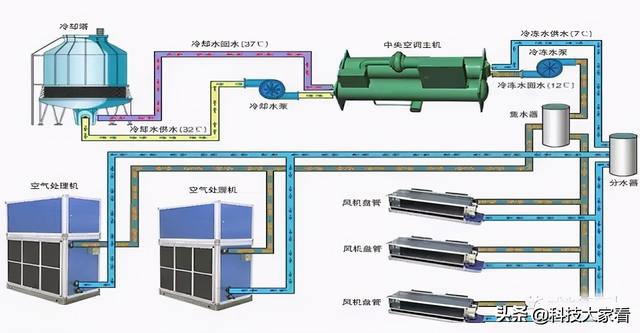 冷却塔
冷却水回水(37℃)
中央空调主机
冷冻水供水(7℃)
冷冻水泵
冷却水泵
冷冻水回水(12℃)
冷却水供水(32℃)
集水器
分水器
空气处理机
空气处理机
风机盘管
风机盘管
风机盘管
头条 @科技大家看